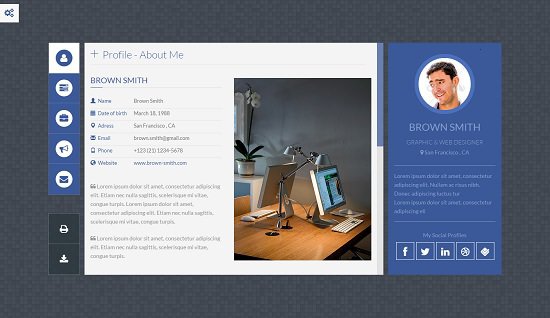 Profile - About Me
BROWN SMITH
Name Brown Smith
Date of birth March 18, 1988
Adress San Francisco , CA
Email brown.smith@gmail.com
Phone +123 (21) 1234-5678
Website www.brown-smith.com
Lorem ipsum dolor sit amet, consectetur adipiscing
elit. Etiam nec nulla sagittis, scelerisque mi vitae,
congue turpis. Lorem ipsum dolor sit amet,
consectetur adipiscing elit. Etiam nec nulla sagittis,
scelerisque mi vitae, congue turpis.
Lorem ipsum dolor sit amet, consectetur adipiscing
elit. Etiam nec nulla sagittis, scelerisque mi vitae,
congue turpis.
BROWN SMITH
GRAPHIC & WEB DESIGNER
San Francisco , CA
Lorem ipsum dolor sit amet, consectetur
adipiscing elit. Nullam ac risus nibh.
Donec adipiscing luctus tur
Lorem ipsum dolor sit amet, consectetur
adipiscing ell
My Social Profiles